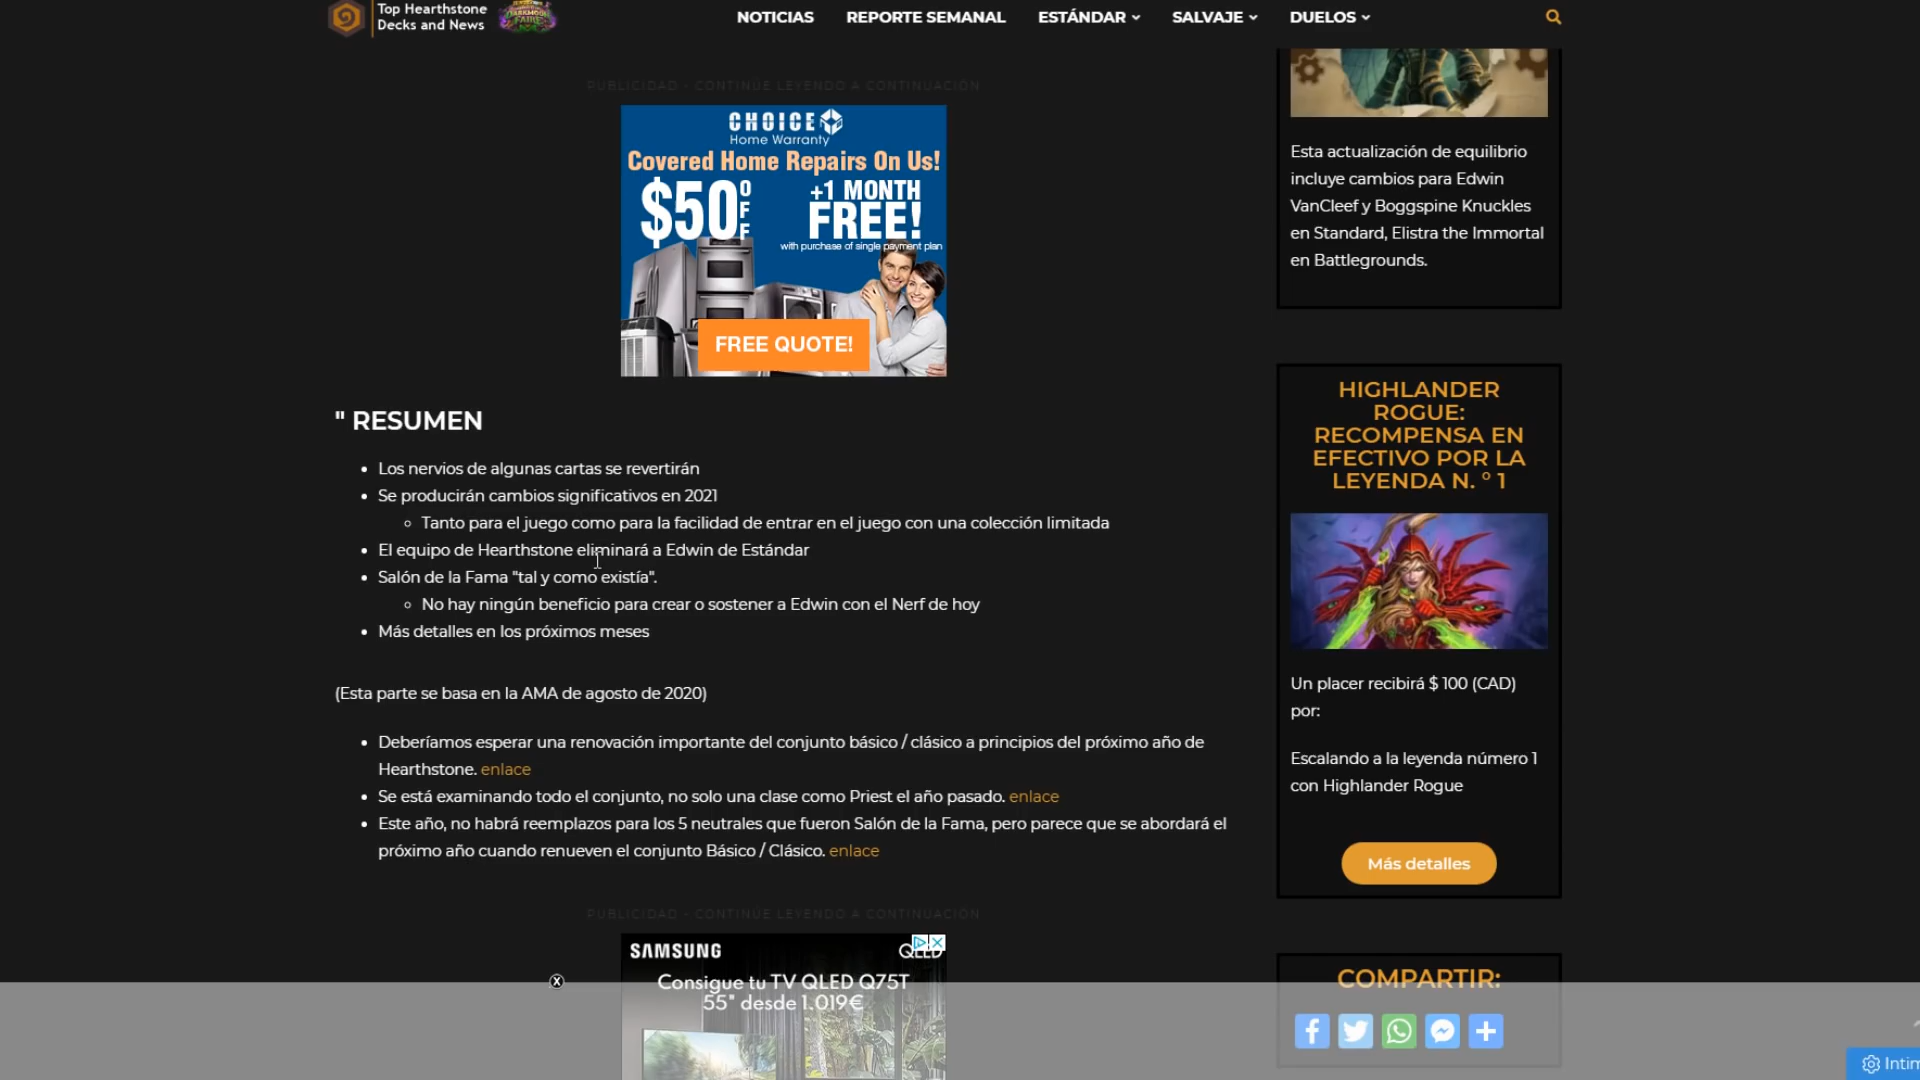 Top Hearthstone
Decks and News
NOTICIAS
REPORTE SEMANAL
ESTÁNDAR
SALVAJE
DUELOS
PUBLICIDAD - CONTINÚE LEYENDO A CONTINUACIÓN
CHOICE
Home Warranty
Covered Home Repairs On Us!
$50 OFF
+1 MONTH
FREE!
with purchase of single payment plan
FREE QUOTE!
" RESUMEN
• Los nervios de algunas cartas se revertirán
• Se producirán cambios significativos en 2021
◦ Tanto para el juego como para la facilidad de entrar en el juego con una colección limitada
• El equipo de Hearthstone eliminará a Edwin de Estándar
• Salón de la Fama "tal y como existía".
◦ No hay ningún beneficio para crear o sostener a Edwin con el Nerf de hoy
• Más detalles en los próximos meses
(Esta parte se basa en la AMA de agosto de 2020)
• Deberíamos esperar una renovación importante del conjunto básico / clásico a principios del próximo año de
Hearthstone. enlace
• Se está examinando todo el conjunto, no solo una clase como Priest el año pasado. enlace
• Este año, no habrá reemplazos para los 5 neutrales que fueron Salón de la Fama, pero parece que se abordará el
próximo año cuando renueven el conjunto Básico / Clásico. enlace
PUBLICIDAD - CONTINÚE LEYENDO A CONTINUACIÓN
SAMSUNG
QLED
Consigue tu TV QLED Q75T
55" desde 1.019€
Esta actualización de equilibrio
incluye cambios para Edwin
VanCleef y Boggspine Knuckles
en Standard, Elistra the Immortal
en Battlegrounds.
HIGHLANDER
ROGUE:
RECOMPENSA EN
EFECTIVO POR LA
LEYENDA N. ° 1
Un placer recibirá $ 100 (CAD)
por:
Escalando a la leyenda número 1
con Highlander Rogue
Más detalles
COMPARTIR: